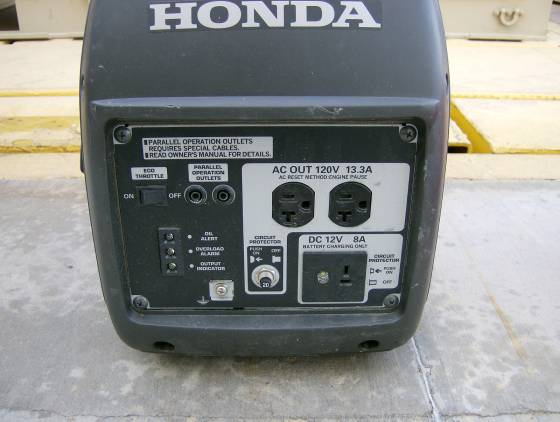 HONDA
PARALLEL OPERATION OUTLETS
REQUIRES SPECIAL CABLES.
READ OWNER'S MANUAL FOR DETAILS.
ECO
THROTTLE
ON
OFF
PARALLEL
OPERATION
OUTLETS
AC OUT 120V 13.3A
AC RESET METHOD:ENGINE PAUSE
OIL
ALERT
OVERLOAD
ALARM
OUTPUT
INDICATOR
CIRCUIT
PROTECTOR
PUSH
ON
OFF
20
DC 12V 8A
BATTERY CHARGING ONLY
CIRCUIT
PROTECTOR
PUSH
ON
OFF